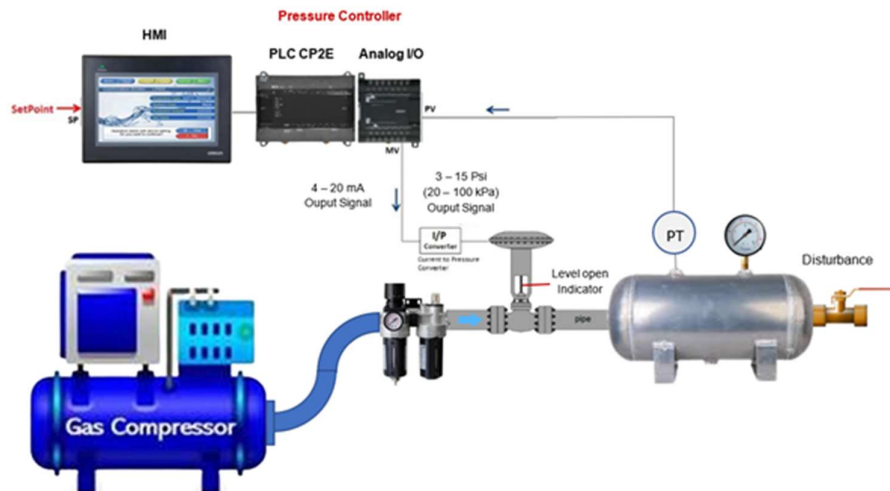 Pressure Controller
HMI
PLC CP2E
Analog I/O
SetPoint
SP
PV
MV
4 – 20 mA
Ouput Signal
3 – 15 Psi
(20 – 100 kPa)
Ouput Signal
I/P
Converter
Current to Pressure
Converter
PT
Level open
Indicator
Disturbance
pipe
Gas Compressor